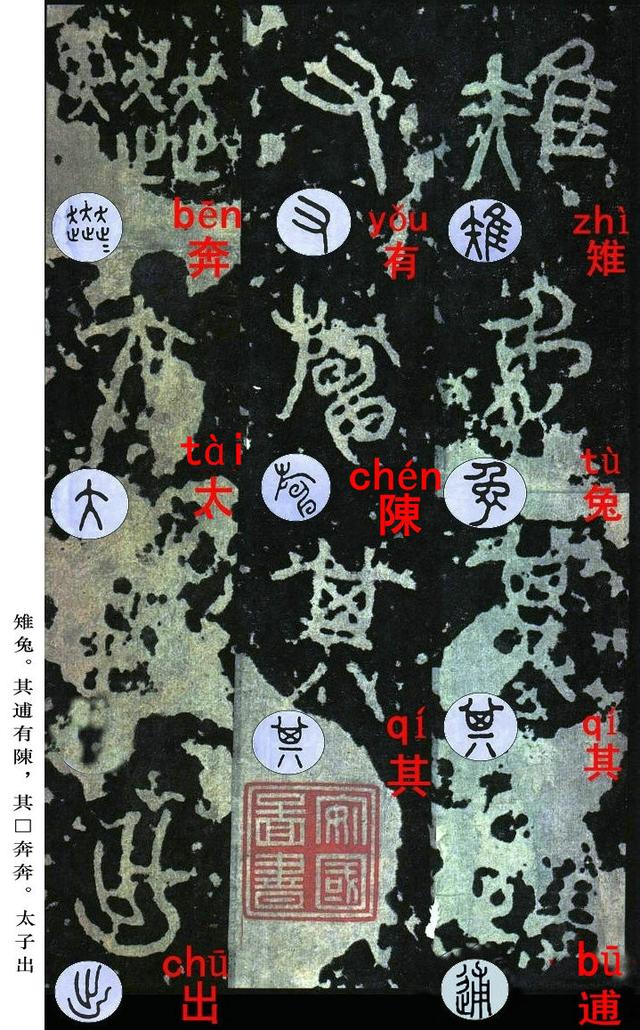 zhì
雉
tù
兔
qí
其
bū
逋
yǒu
有
chén
陳
qí
其
bēn
奔
tài
太
chū
出
雉兔。其逋有陳，其□奔奔。太子出